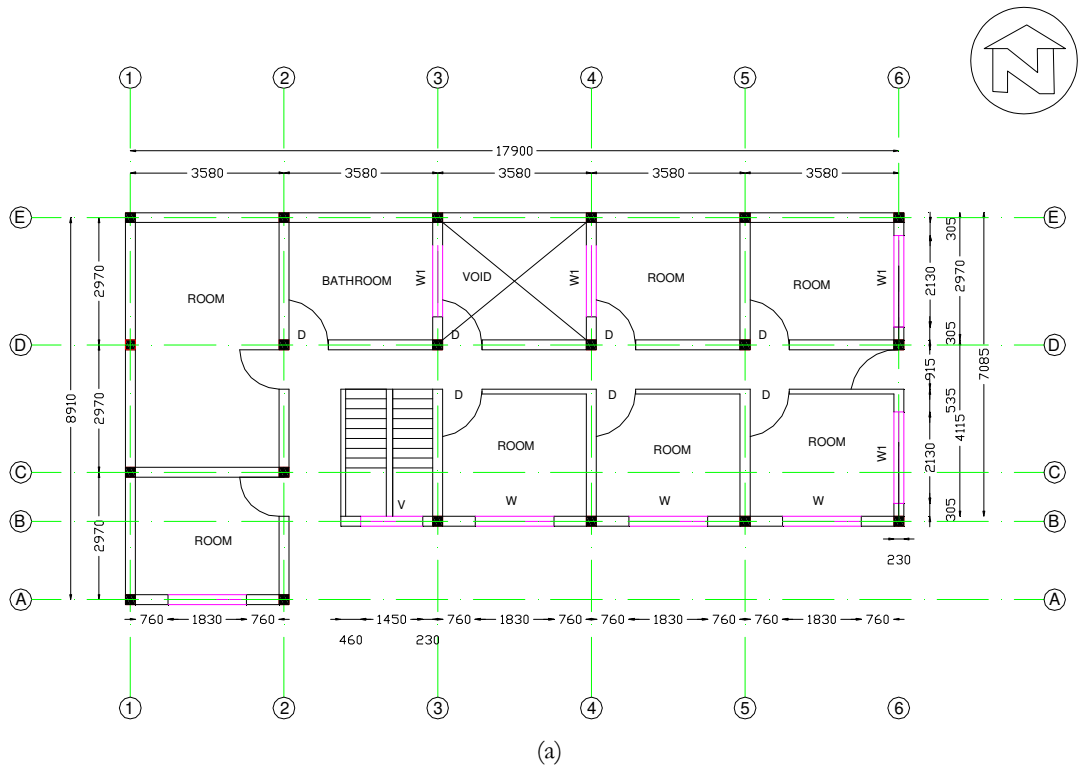 N
1 2 3 4 5 6
17900
3580 3580 3580 3580 3580
E E
305
ROOM BATHROOM W1 VOID W1 ROOM ROOM W1
2970 2130 2970
D D D D 305
D D
7085
915
8910 2970
D D D 535
4115
ROOM ROOM ROOM W1 2130
C C
V W W W
B 305 B
2970 ROOM
230
A A
760 1830 760 1450 760 1830 760 760 1830 760 760 1830 760
460 230
1 2 3 4 5 6
(a)